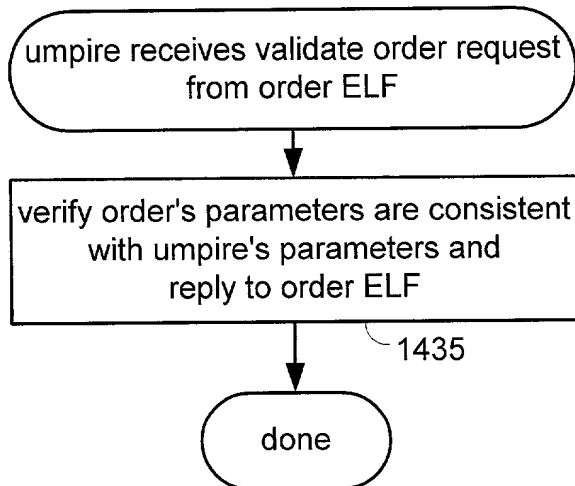 umpire receives validate order request
from order ELF
verify order's parameters are consistent
with umpire's parameters and
reply to order ELF
1435
done